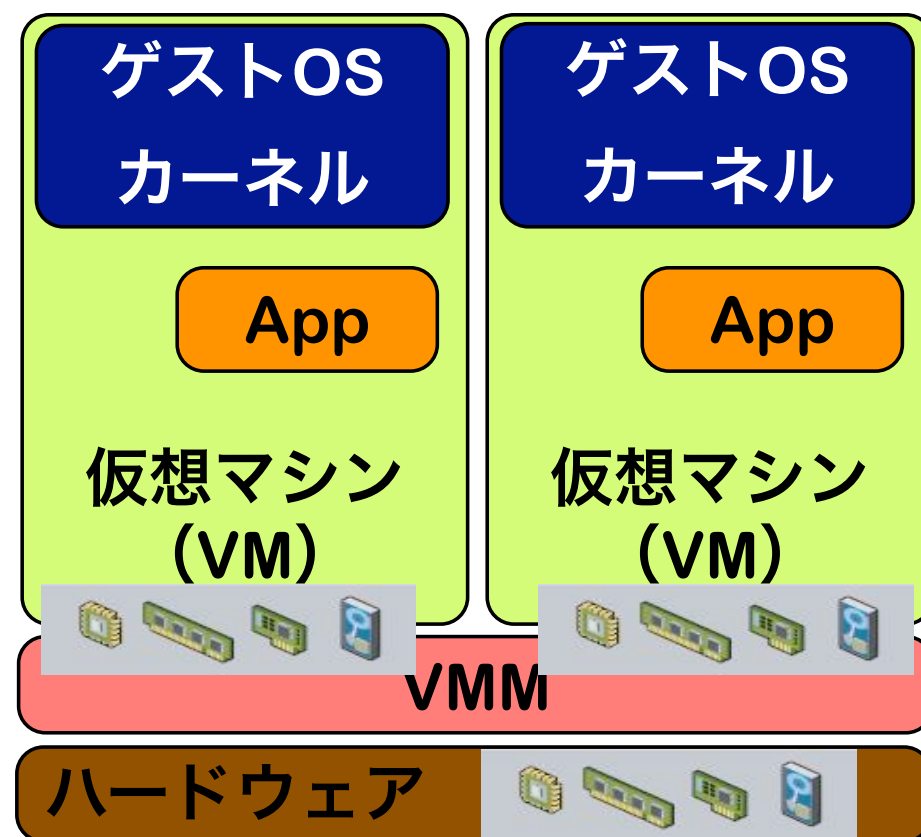 ゲストOS
カーネル
App
仮想マシン
(VM)
ゲストOS
カーネル
App
仮想マシン
(VM)
VMM
ハードウェア